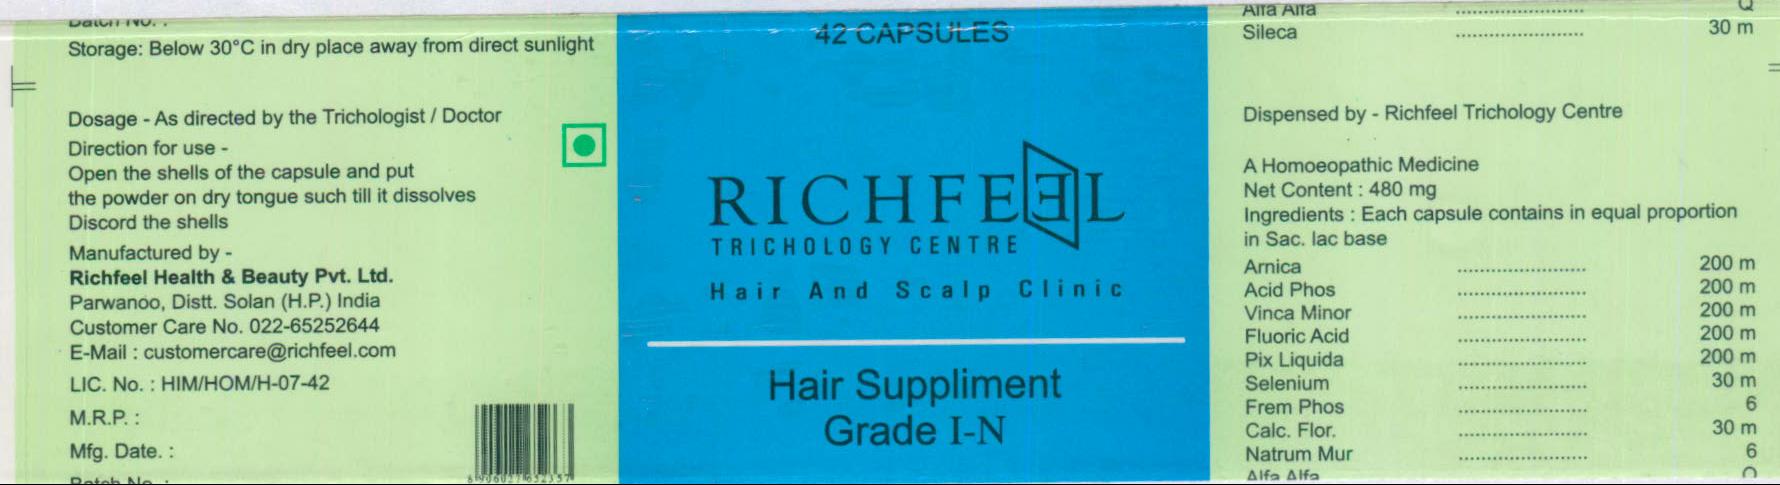 Batch No. :
Storage: Below 30°C in dry place away from direct sunlight
Dosage - As directed by the Trichologist / Doctor
Direction for use -
Open the shells of the capsule and put
the powder on dry tongue such till it dissolves
Discord the shells
Manufactured by -
Richfeel Health & Beauty Pvt. Ltd.
Parwanoo, Distt. Solan (H.P.) India
Customer Care No. 022-65252644
E-Mail : customercare@richfeel.com
LIC. No. : HIM/HOM/H-07-42
M.R.P. :
Mfg. Date. :
Batch No. :
42 CAPSULES
RICHFEEL
TRICHOLOGY CENTRE
Hair And Scalp Clinic
Hair Suppliment
Grade I-N
Alfa Alfa ........................ Q
Sileca ........................ 30 m
Dispensed by - Richfeel Trichology Centre
A Homoeopathic Medicine
Net Content : 480 mg
Ingredients : Each capsule contains in equal proportion
in Sac. lac base
Arnica ........................ 200 m
Acid Phos ........................ 200 m
Vinca Minor ........................ 200 m
Fluoric Acid ........................ 200 m
Pix Liquida ........................ 200 m
Selenium ........................ 30 m
Frem Phos ........................ 6
Calc. Flor. ........................ 30 m
Natrum Mur ........................ 6
Alfa Alfa ........................ Q